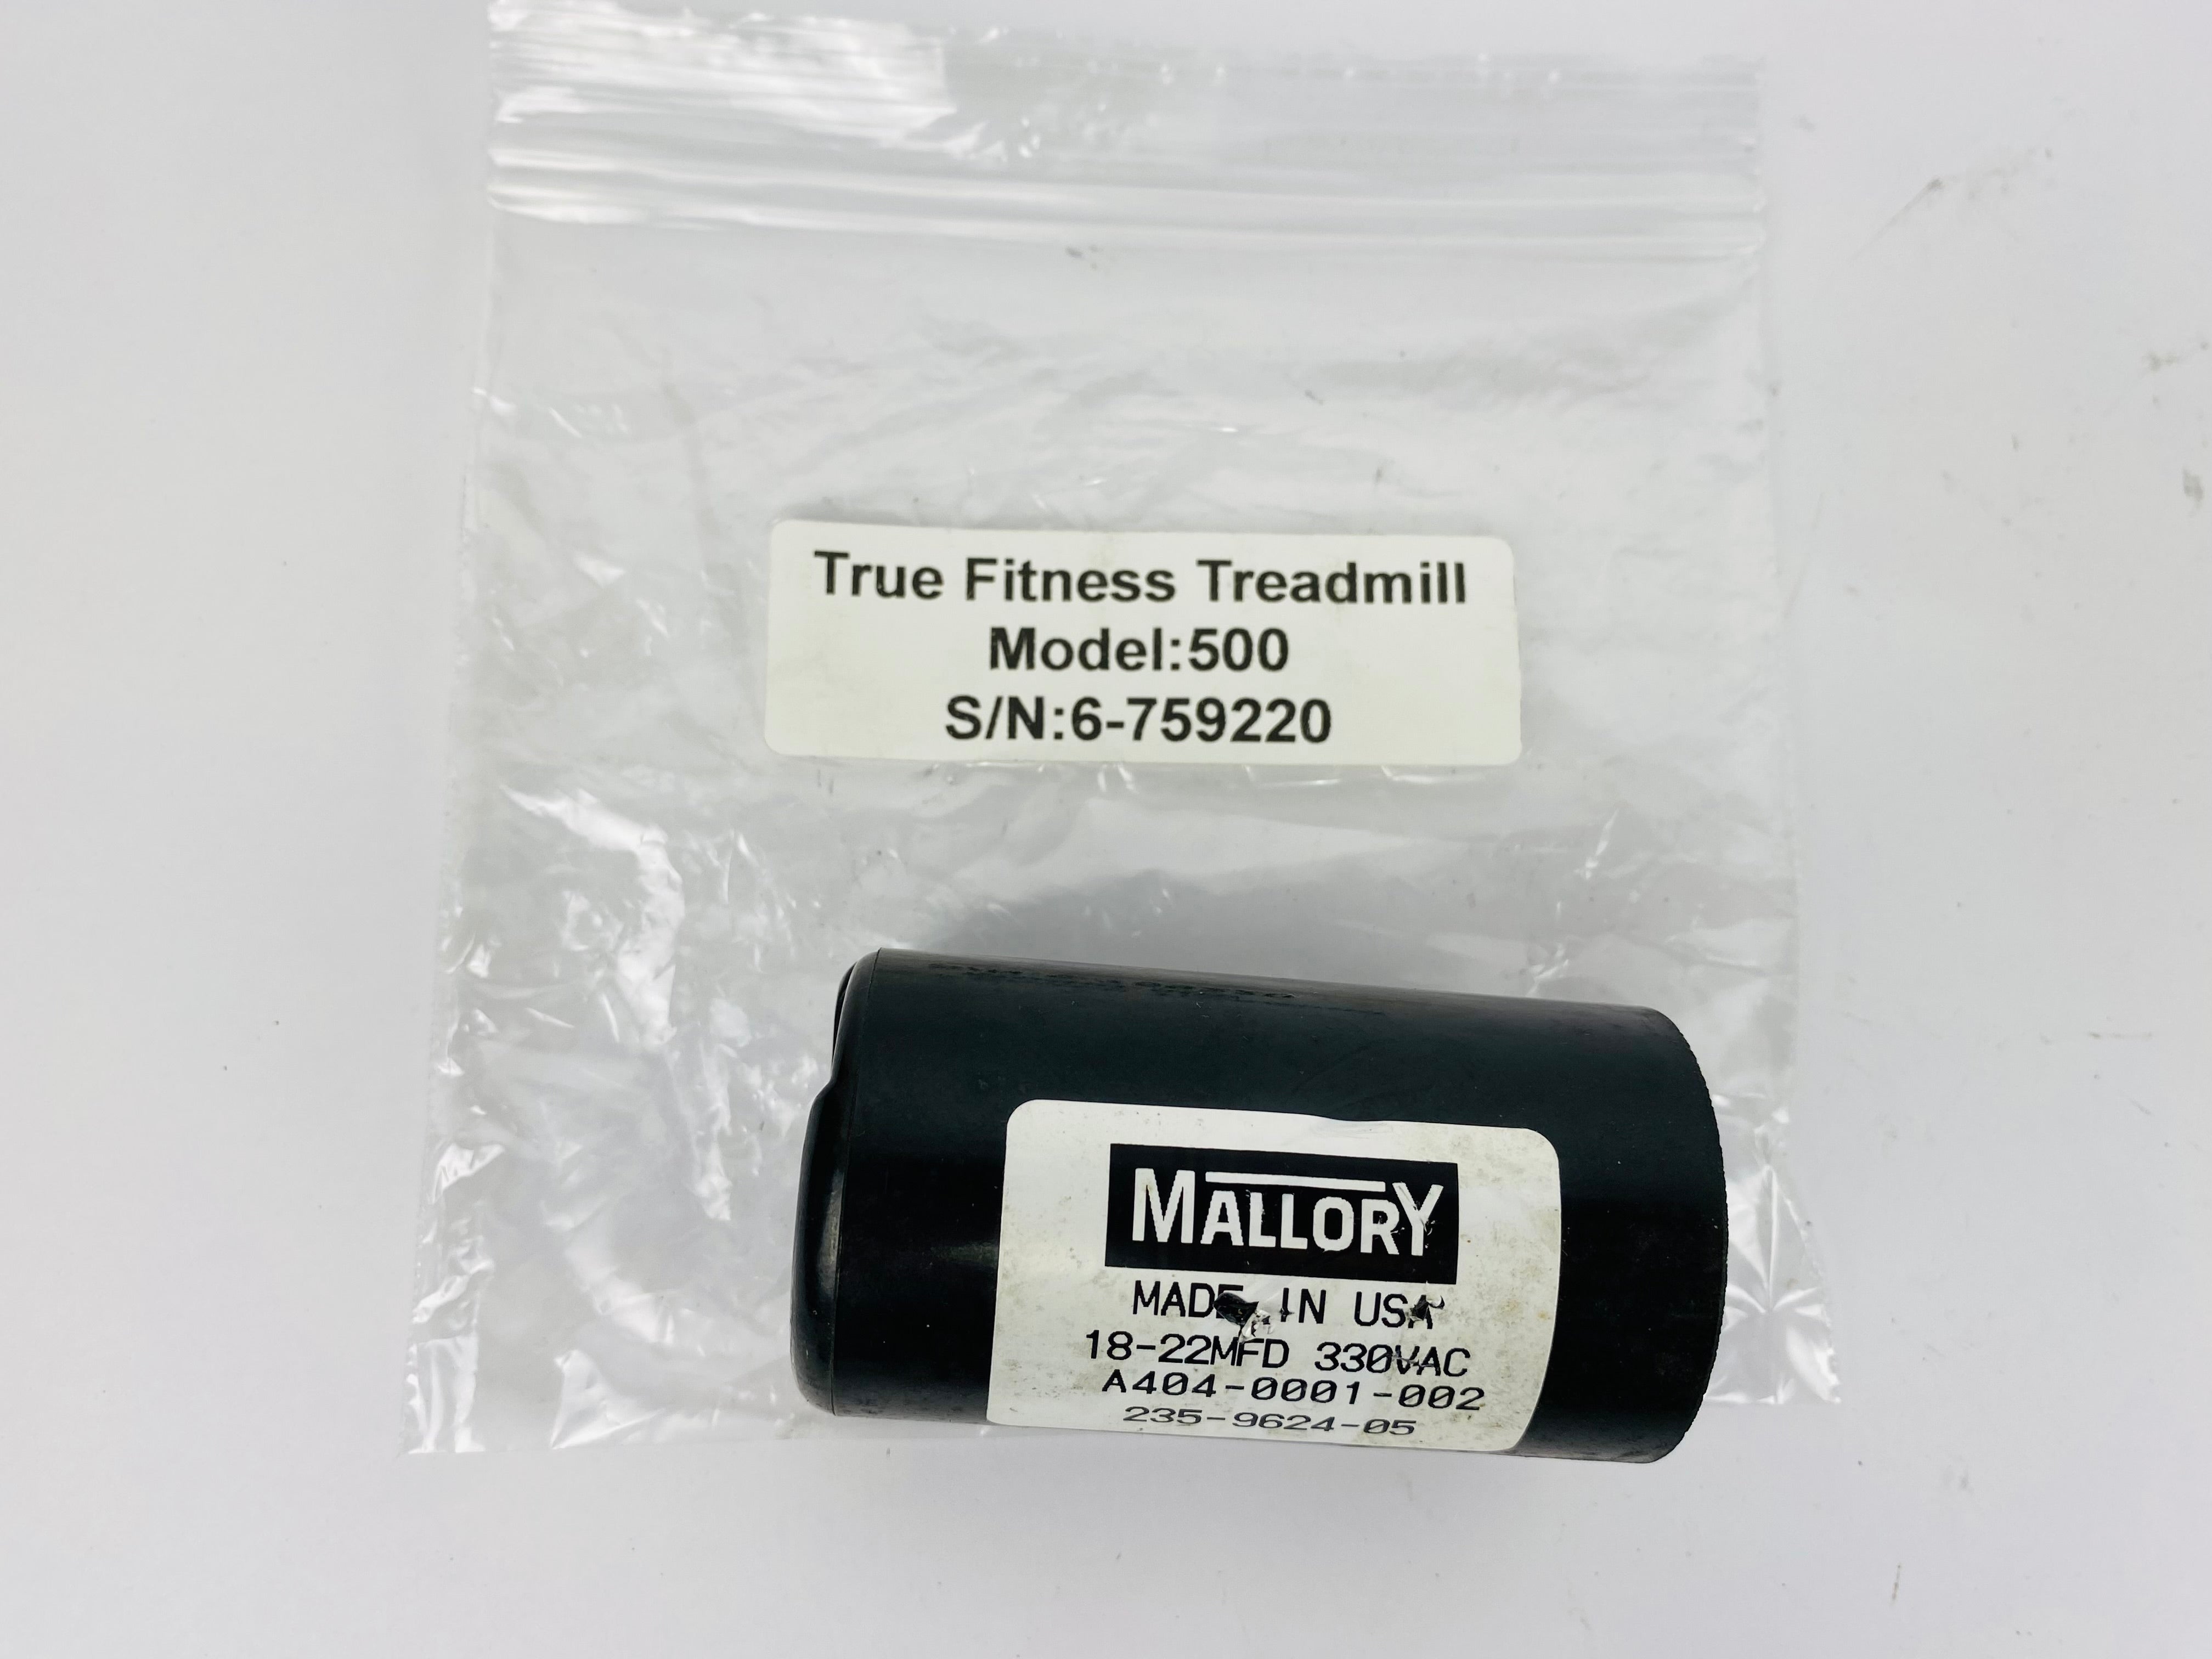 True Fitness Treadmill
Model:500
S/N:6-759220
MALLORY
MADE IN USA
18-22MFD 330VAC
A404-0001-002
235-9624-05